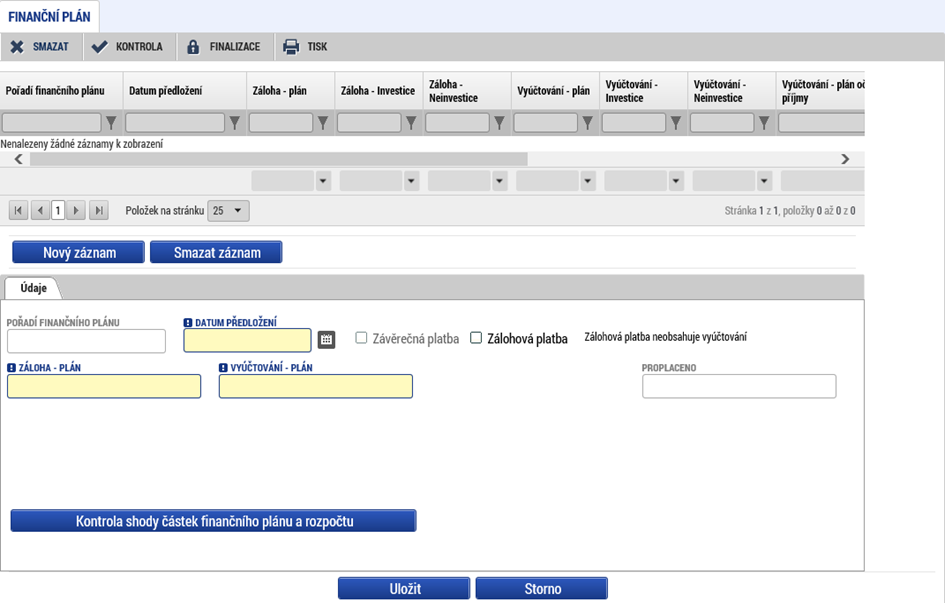 FINANČNÍ PLÁN
SMAZAT KONTROLA FINALIZACE TISK
Pořadí finančního plánu Datum předložení Záloha - plán Záloha - Investice Záloha - Neinvestice Vyúčtování - plán Vyúčtování - Investice Vyúčtování - Neinvestice Vyúčtování - plán oč příjmy
Nenalezeny žádné záznamy k zobrazení
1 Položek na stránku 25 Stránka 1 z 1, položky 0 až 0 z 0
Nový záznam Smazat záznam
Údaje
POŘADÍ FINANČNÍHO PLÁNU DATUM PŘEDLOŽENÍ
Závěrečná platba Zálohová platba Zálohová platba neobsahuje vyúčtování
ZÁLOHA - PLÁN VYÚČTOVÁNÍ - PLÁN PROPLACENO
Kontrola shody částek finančního plánu a rozpočtu
Uložit Storno